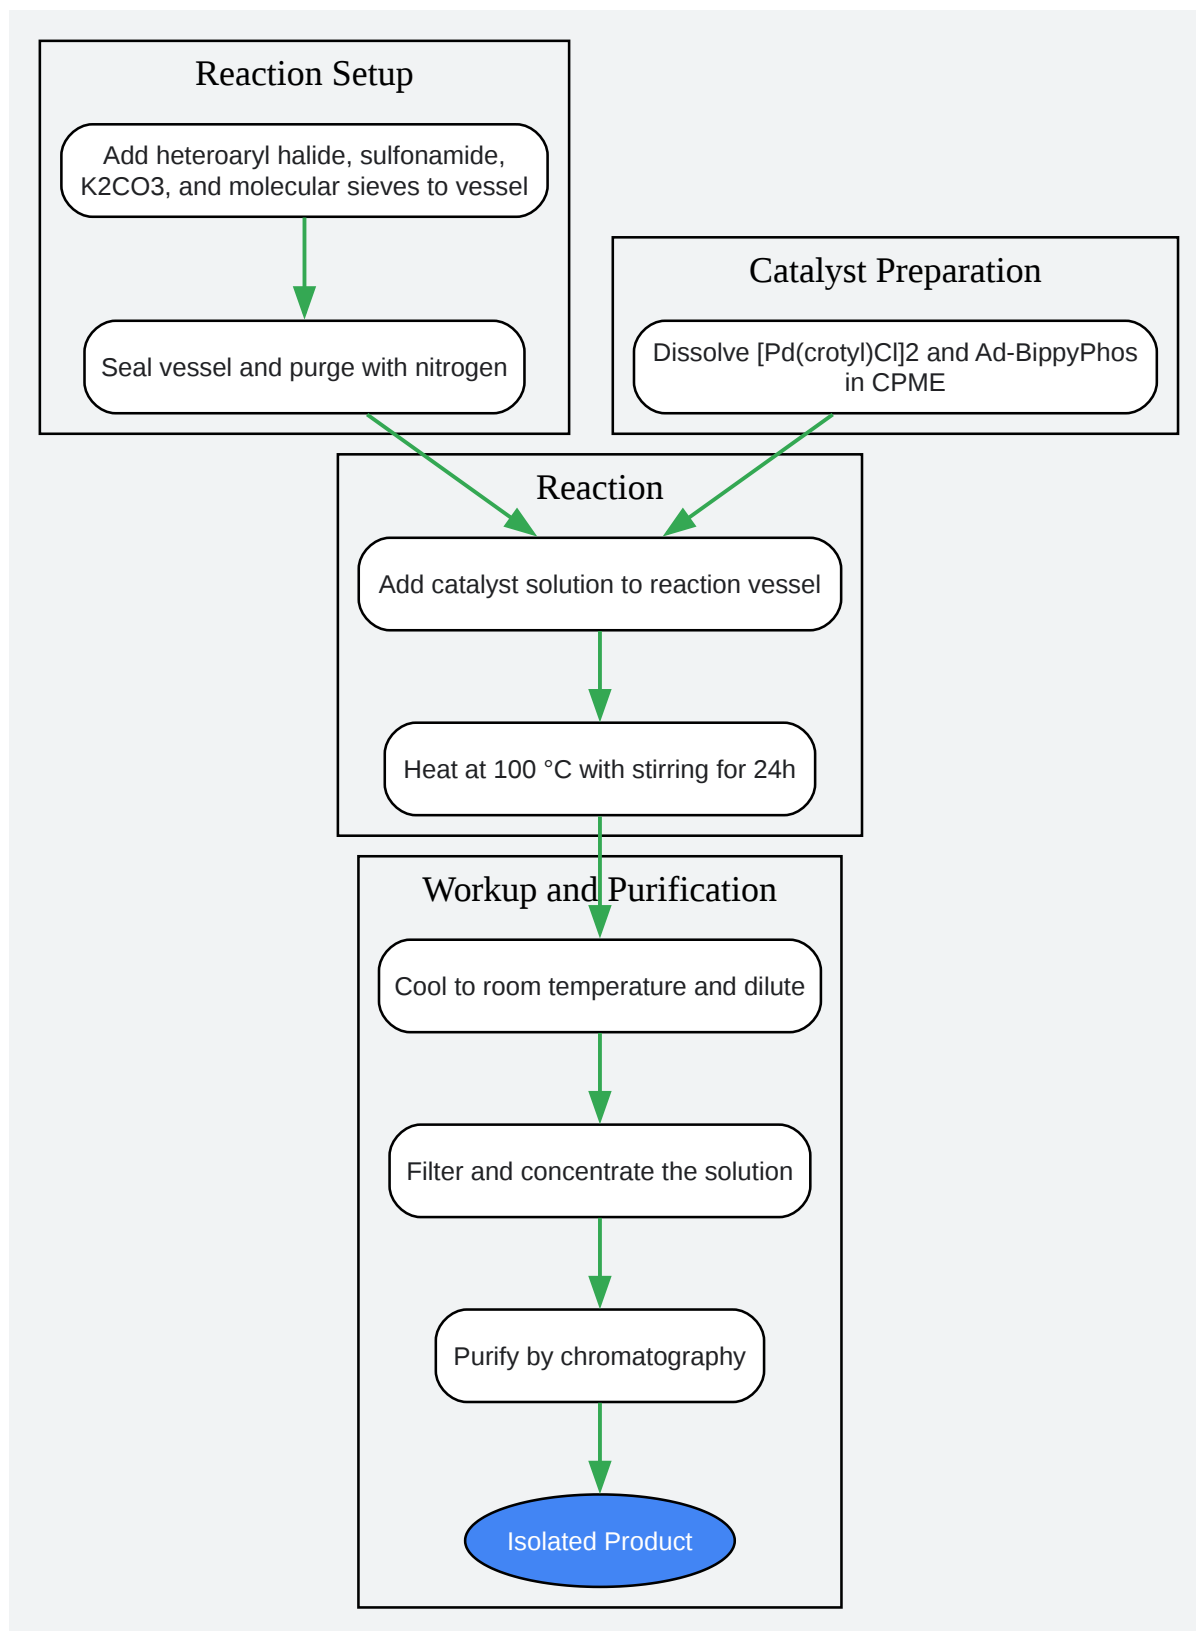 Reaction Setup
Add heteroaryl halide, sulfonamide,
K2CO3, and molecular sieves to vessel
Seal vessel and purge with nitrogen
Catalyst Preparation
Dissolve [Pd(crotyl)Cl]2 and Ad-BippyPhos
in CPME
Reaction
Add catalyst solution to reaction vessel
Heat at 100 °C with stirring for 24h
Workup and Purification
Cool to room temperature and dilute
Filter and concentrate the solution
Purify by chromatography
Isolated Product